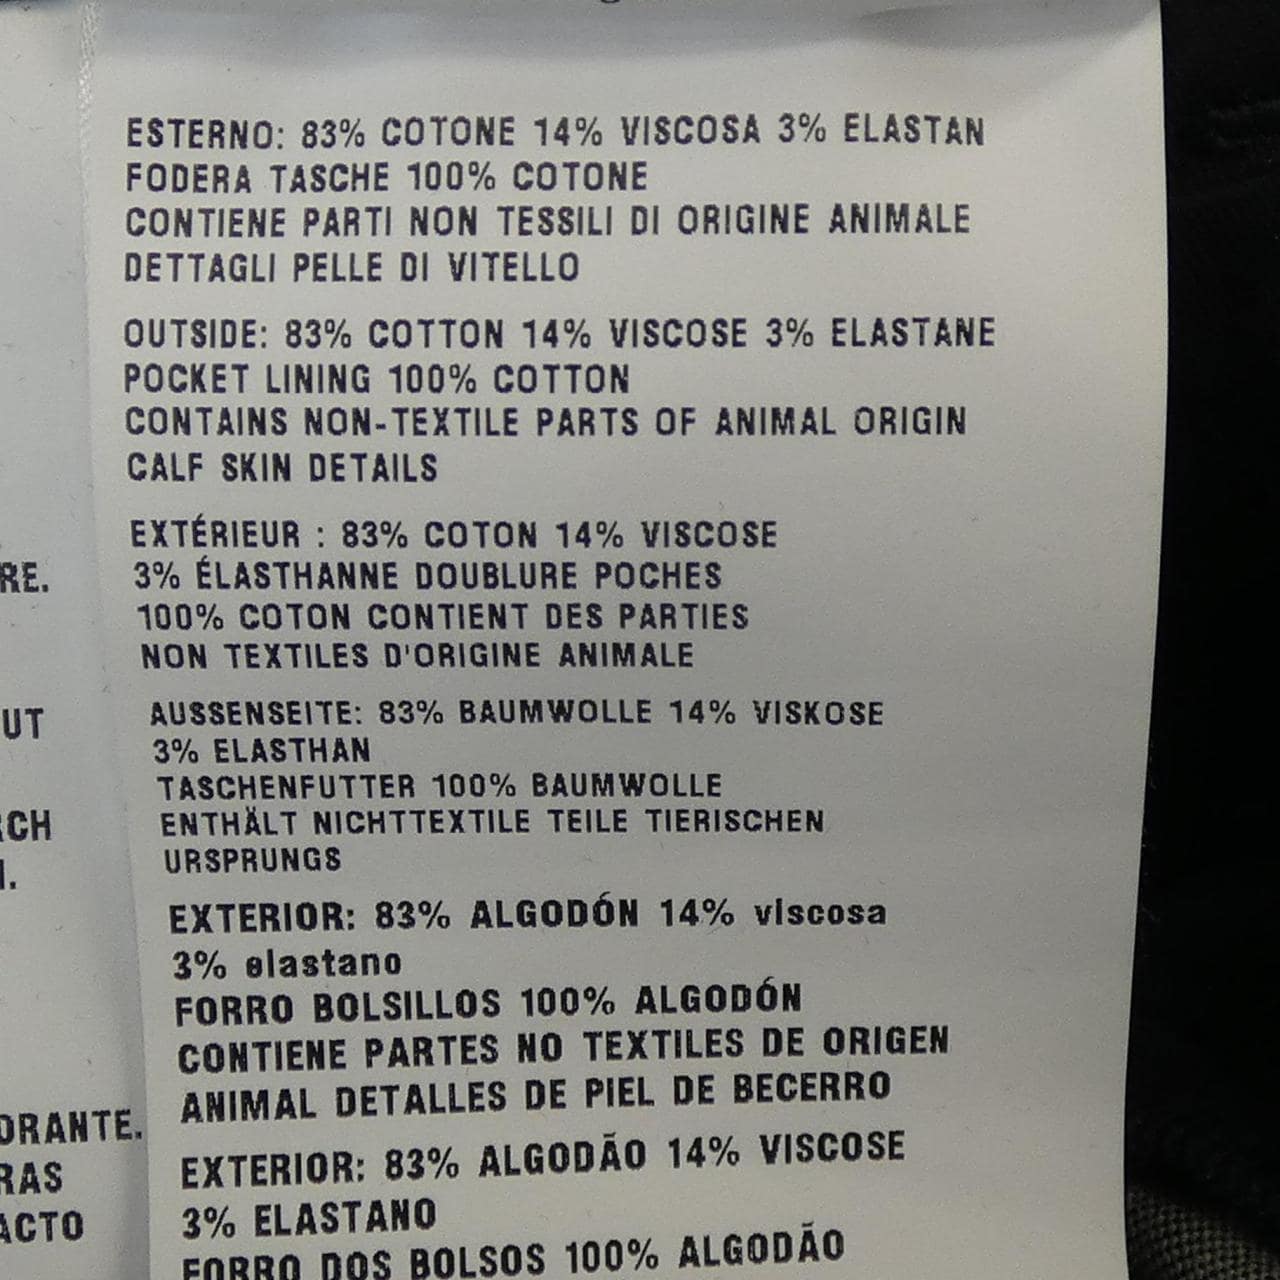 ESTERNO: 83% COTONE 14% VISCOSA 3% ELASTAN
FODERA TASCHE 100% COTONE
CONTIENE PARTI NON TESSILI DI ORIGINE ANIMALE
DETTAGLI PELLE DI VITELLO
OUTSIDE: 83% COTTON 14% VISCOSE 3% ELASTANE
POCKET LINING 100% COTTON
CONTAINS NON-TEXTILE PARTS OF ANIMAL ORIGIN
CALF SKIN DETAILS
EXTÉRIEUR : 83% COTON 14% VISCOSE
3% ÉLASTHANNE DOUBLURE POCHES
100% COTON CONTIENT DES PARTIES
NON TEXTILES D'ORIGINE ANIMALE
AUSSENSEITE: 83% BAUMWOLLE 14% VISKOSE
3% ELASTHAN
TASCHENFUTTER 100% BAUMWOLLE
ENTHÄLT NICHTTEXTILE TEILE TIERISCHEN
URSPRUNGS
EXTERIOR: 83% ALGODÓN 14% viscosa
3% elastano
FORRO BOLSILLOS 100% ALGODÓN
CONTIENE PARTES NO TEXTILES DE ORIGEN
ANIMAL DETALLES DE PIEL DE BECERRO
EXTERIOR: 83% ALGODÃO 14% VISCOSE
3% ELASTANO
FORRO DOS BOLSOS 100% ALGODÃO
RE.
UT
RCH
.
DRANTE.
RAS
ACTO